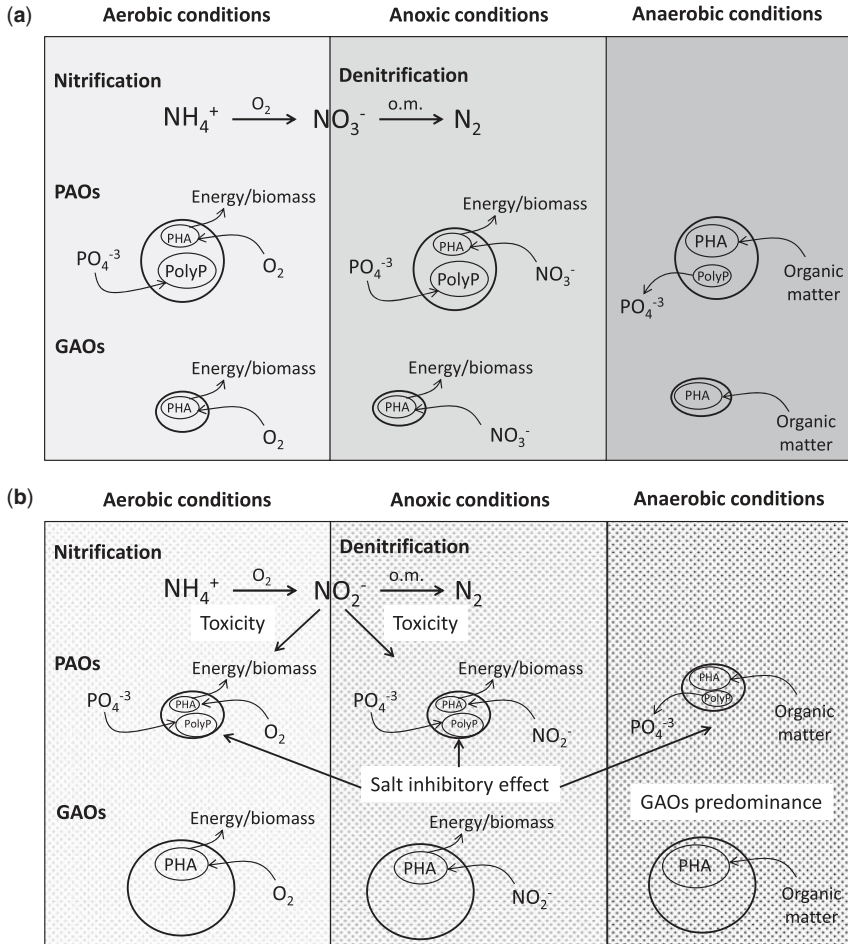 (a)
Aerobic conditions
Anoxic conditions
Anaerobic conditions
Nitrification
Denitrification
NH₄⁺
O₂
NO₃⁻
o.m.
N₂
PAOs
Energy/biomass
PHA
PolyP
PO₄⁻³
O₂
Energy/biomass
PHA
PolyP
PO₄⁻³
NO₃⁻
PHA
PolyP
PO₄⁻³
Organic
matter
GAOs
Energy/biomass
PHA
O₂
Energy/biomass
PHA
NO₃⁻
PHA
Organic
matter
(b)
Aerobic conditions
Anoxic conditions
Anaerobic conditions
Nitrification
Denitrification
NH₄⁺
O₂
NO₂⁻
o.m.
N₂
Toxicity
Toxicity
PAOs
Energy/biomass
PHA
PolyP
PO₄⁻³
O₂
Energy/biomass
PHA
PolyP
PO₄⁻³
NO₂⁻
PHA
PolyP
PO₄⁻³
Organic
matter
Salt inhibitory effect
GAOs predominance
GAOs
Energy/biomass
PHA
O₂
Energy/biomass
PHA
NO₂⁻
PHA
Organic
matter